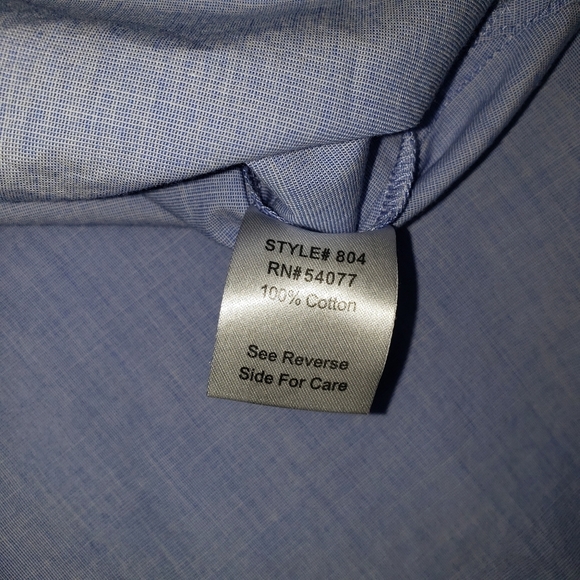 STYLE# 804
RN#54077
100% Cotton
See Reverse
Side For Care